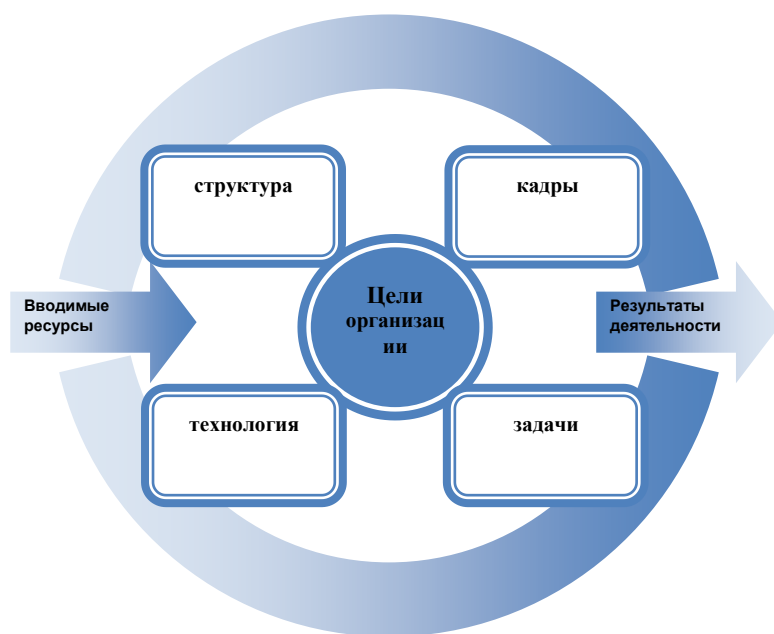 структура
кадры
Вводимые
ресурсы
Цели
организац
ии
Результаты
деятельности
технология
задачи